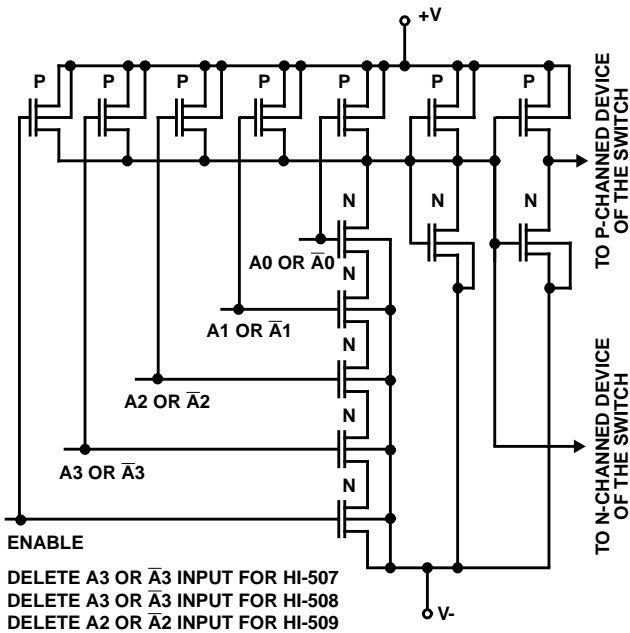 +V
P P P P P P P
N N N
A0 OR A̅0
N
A1 OR A̅1
N
A2 OR A̅2
N
A3 OR A̅3
N
ENABLE
TO P-CHANNED DEVICE
OF THE SWITCH
TO N-CHANNED DEVICE
OF THE SWITCH
DELETE A3 OR A̅3 INPUT FOR HI-507
DELETE A3 OR A̅3 INPUT FOR HI-508
DELETE A2 OR A̅2 INPUT FOR HI-509
V-